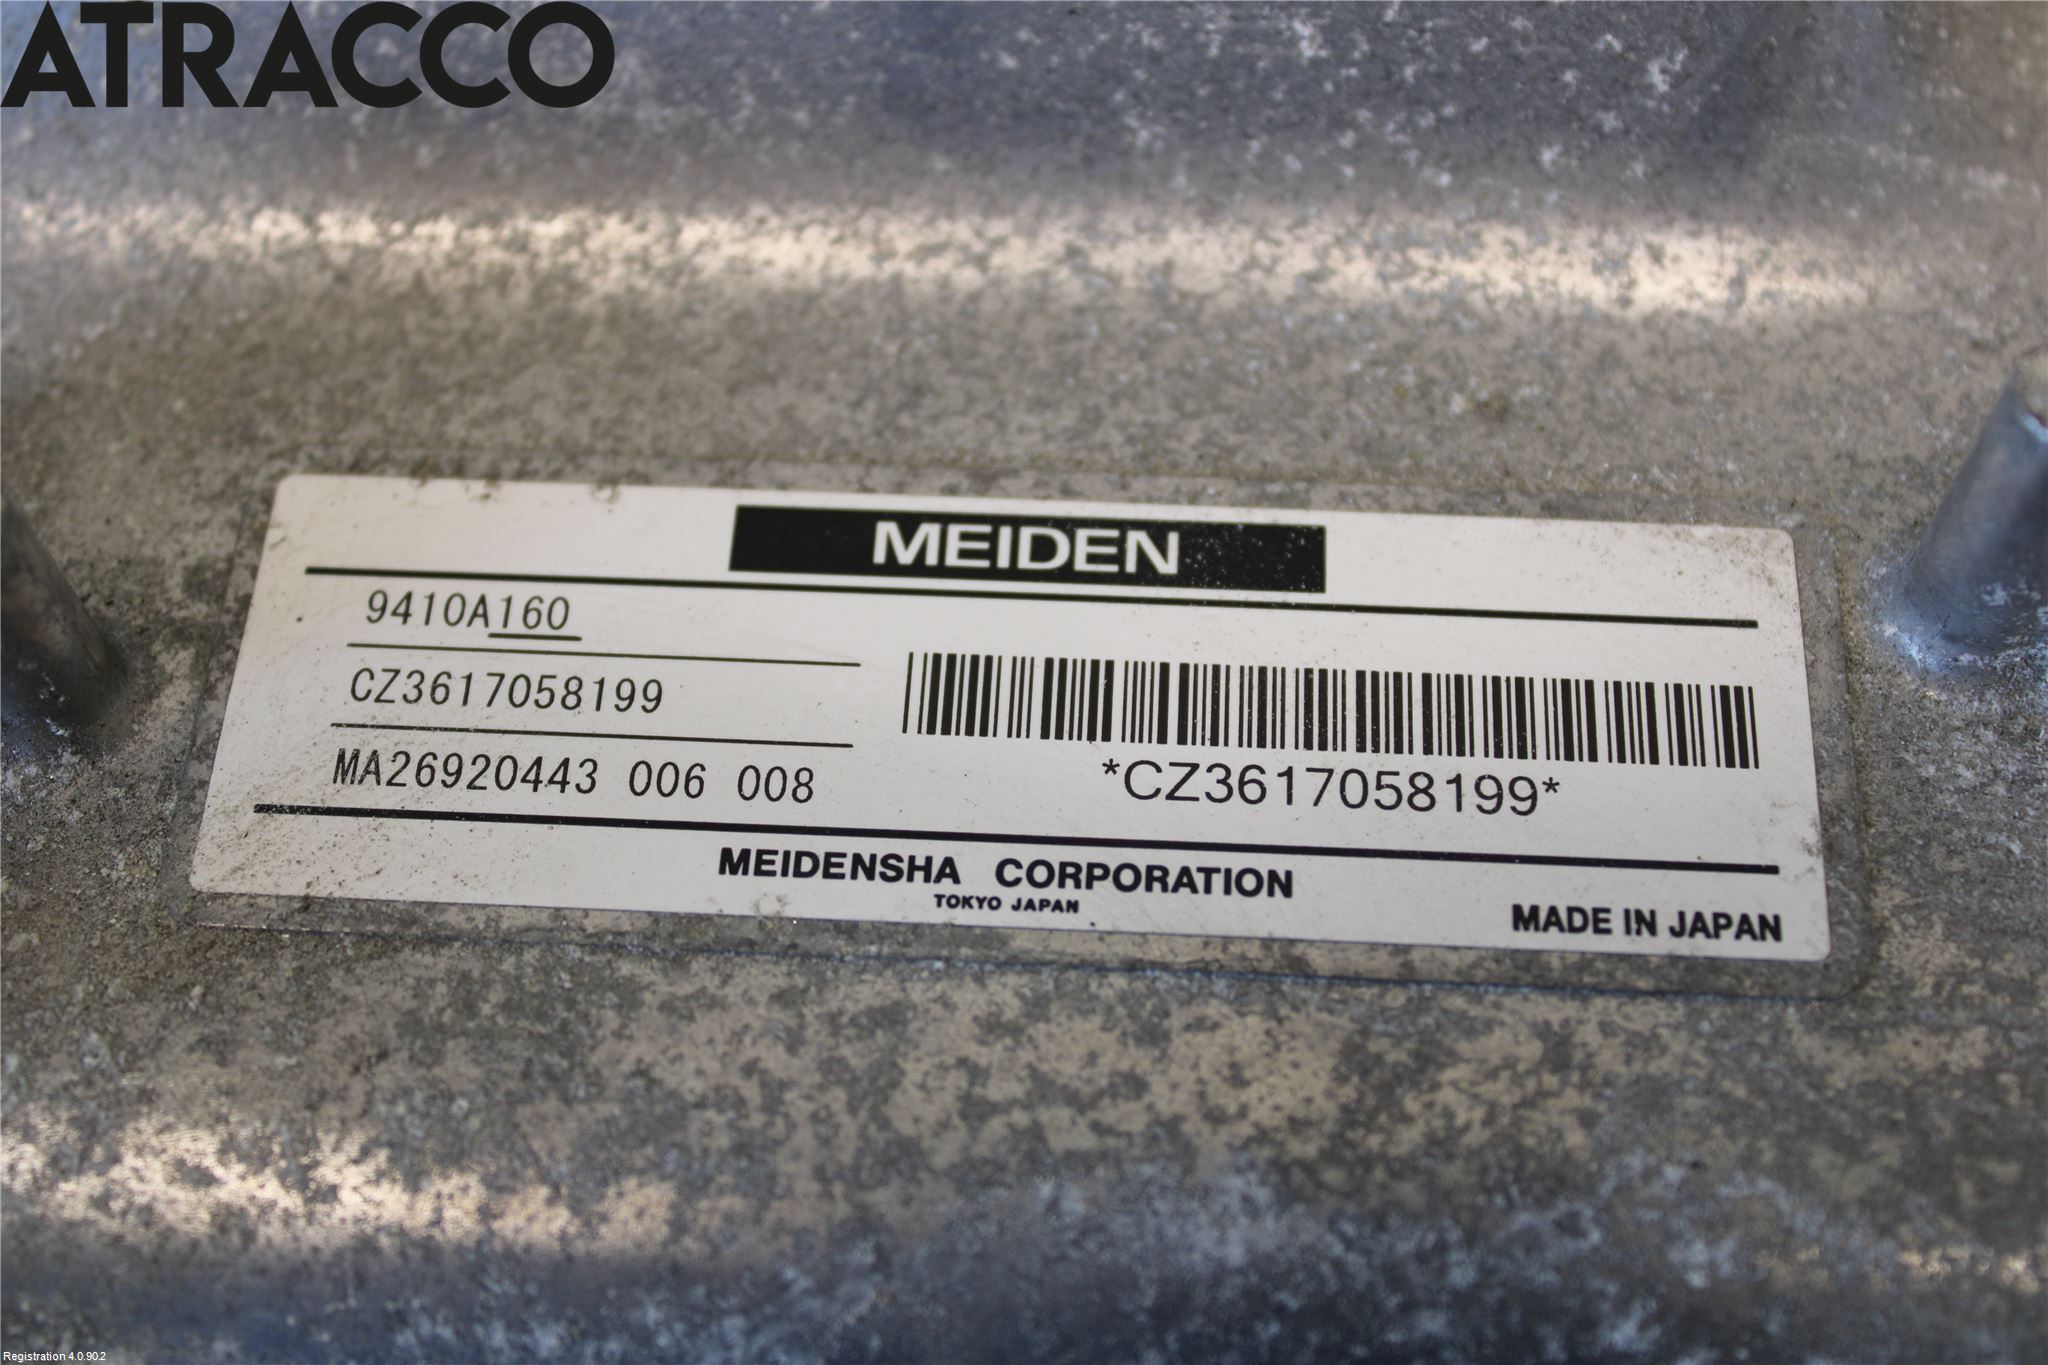 ATRACCO
MEIDEN
9410A160
CZ3617058199
MA26920443 006 008
*CZ3617058199*
MEIDENSHA CORPORATION
TOKYO JAPAN
MADE IN JAPAN
Registration 4.0.902